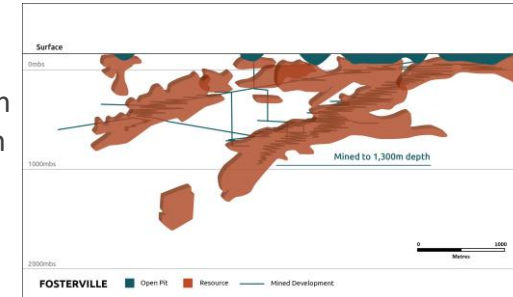 Surface
0mbs
Mined to 1,300m depth
1000mbs
0 1000
Metres
2000mbs
FOSTERVILLE Open Pit Resource Mined Development